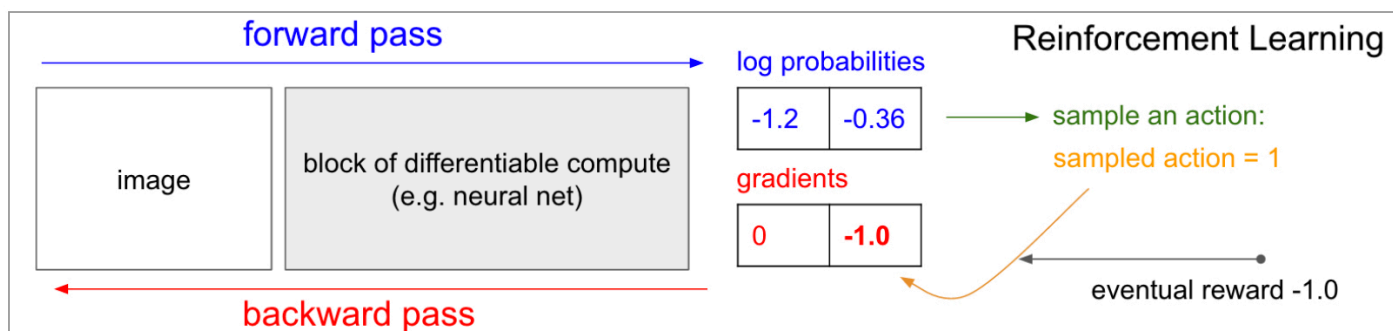 forward pass
Reinforcement Learning
log probabilities
-1.2 -0.36
sample an action:
sampled action = 1
image
block of differentiable compute
(e.g. neural net)
gradients
0 -1.0
eventual reward -1.0
backward pass